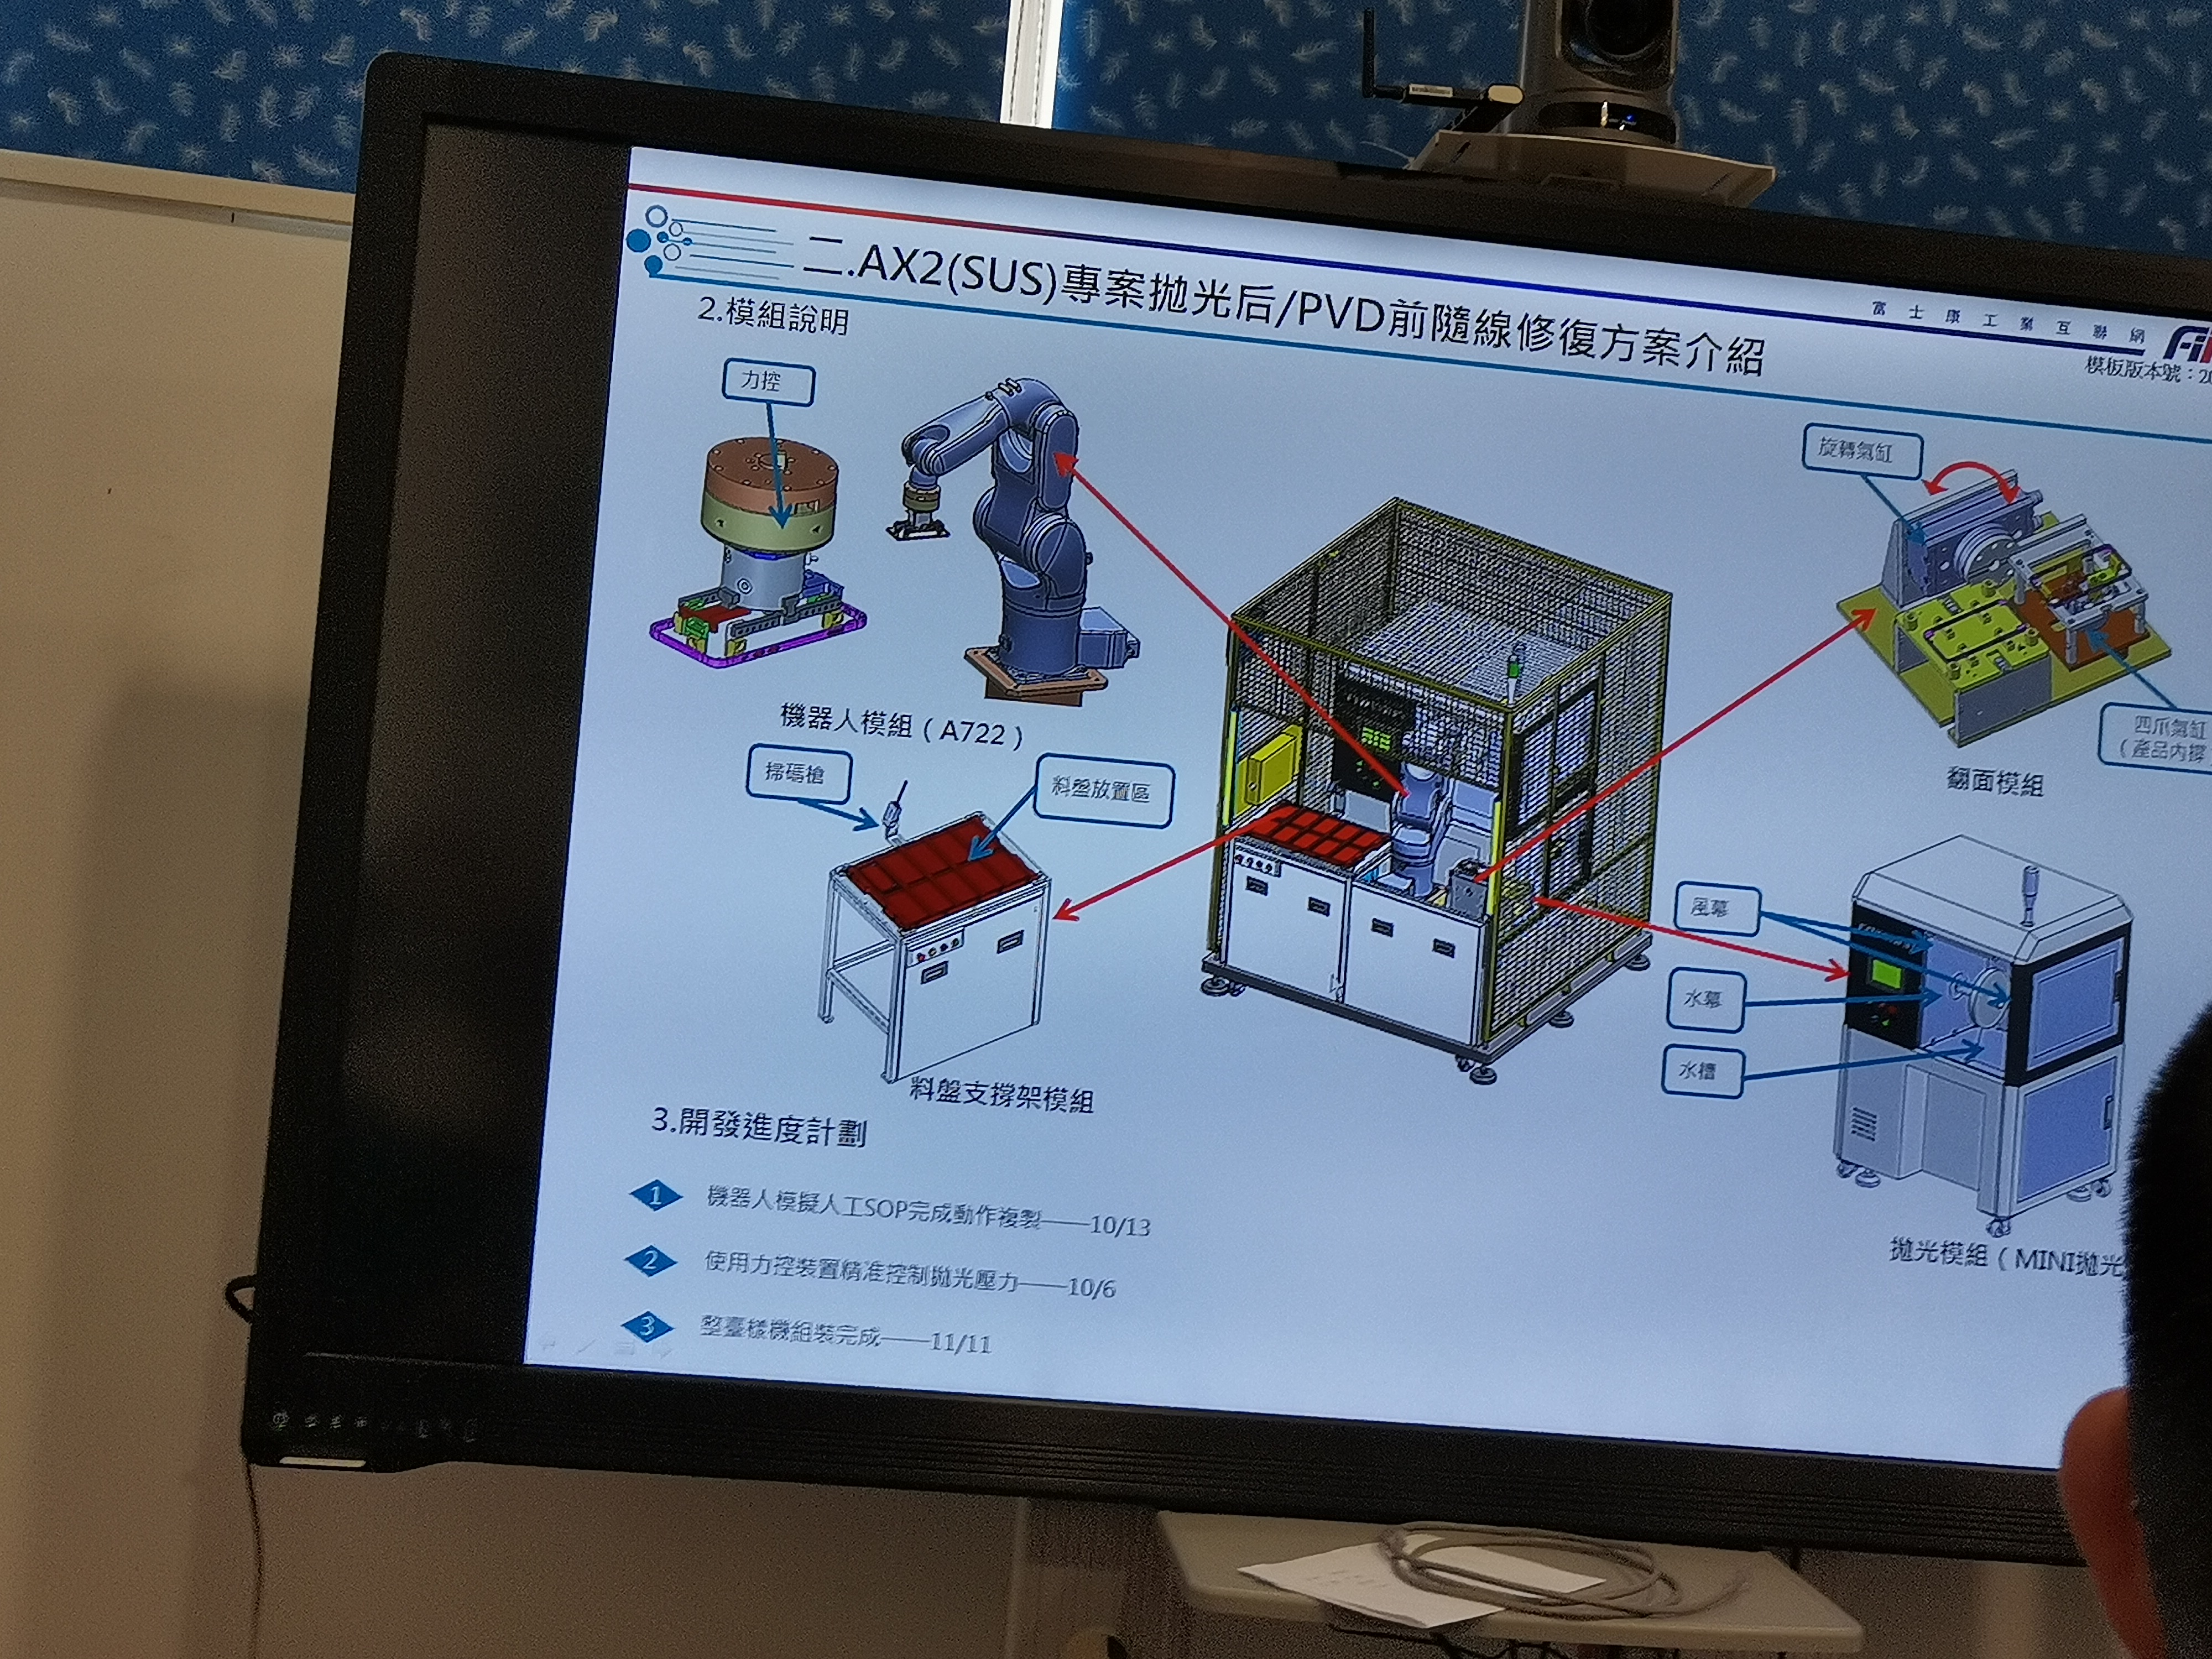 二.AX2(SUS)專案拋光后/PVD前隨線修復方案介紹
富士康工業互聯網
Fii
模板版本號：20
2.模組說明
力控
旋轉氣缸
機器人模組（A722）
四爪氣缸
（產品內撐
翻面模組
掃碼槍
料盤放置區
風幕
水幕
水槽
料盤支撐架模組
拋光模組（MINI拋光
3.開發進度計劃
1 機器人模擬人工SOP完成動作複製——10/13
2 使用力控裝置精准控制拋光壓力——10/6
3 整臺樣機組裝完成——11/11